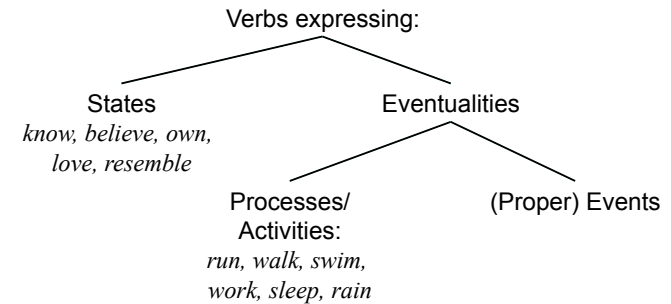 Verbs expressing:
States
know, believe, own,
love, resemble
Eventualities
Processes/
Activities:
run, walk, swim,
work, sleep, rain
(Proper) Events